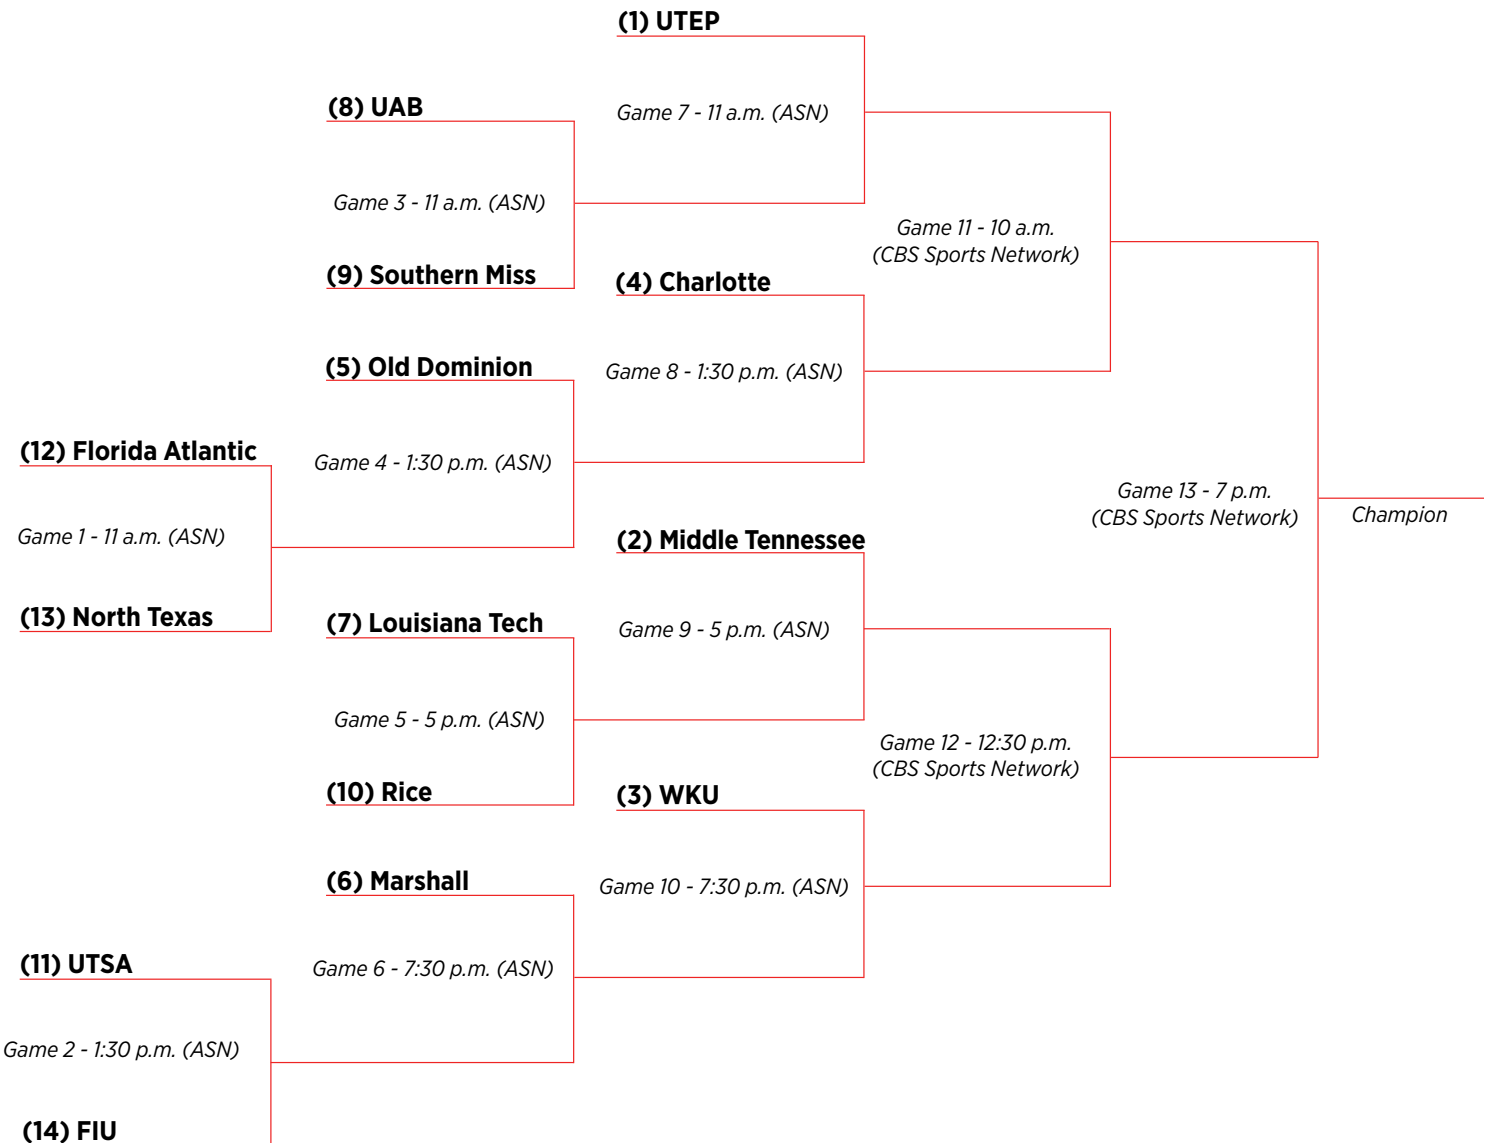 (1) UTEP
(8) UAB
Game 7 - 11 a.m. (ASN)
Game 3 - 11 a.m. (ASN)
Game 11 - 10 a.m.
(CBS Sports Network)
(9) Southern Miss
(4) Charlotte
(5) Old Dominion
Game 8 - 1:30 p.m. (ASN)
(12) Florida Atlantic
Game 4 - 1:30 p.m. (ASN)
Game 13 - 7 p.m.
(CBS Sports Network)
Champion
Game 1 - 11 a.m. (ASN)
(2) Middle Tennessee
(13) North Texas
(7) Louisiana Tech
Game 9 - 5 p.m. (ASN)
Game 5 - 5 p.m. (ASN)
Game 12 - 12:30 p.m.
(CBS Sports Network)
(10) Rice
(3) WKU
(6) Marshall
Game 10 - 7:30 p.m. (ASN)
(11) UTSA
Game 6 - 7:30 p.m. (ASN)
Game 2 - 1:30 p.m. (ASN)
(14) FIU